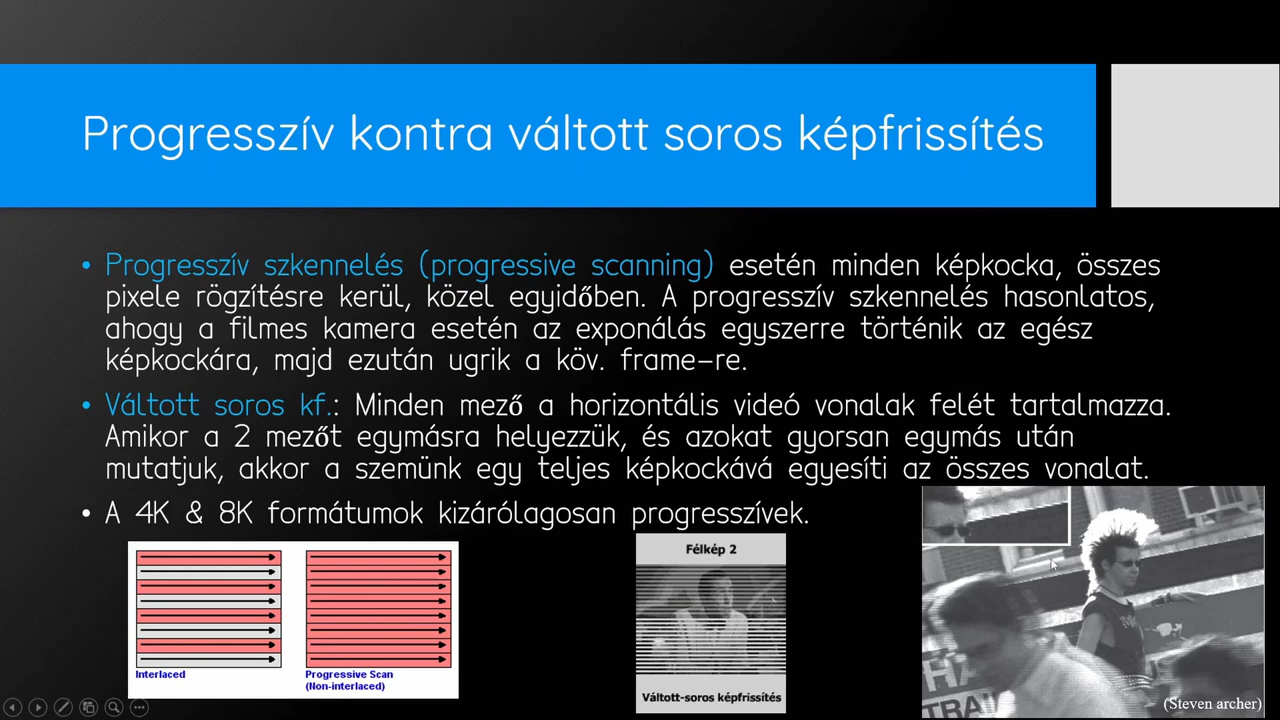 Progresszív kontra váltott soros képfrissítés
• Progresszív szkennelés (progressive scanning) esetén minden képkocka, összes
pixele rögzítésre kerül, közel egyidőben. A progresszív szkennelés hasonlatos,
ahogy a filmes kamera esetén az exponálás egyszerre történik az egész
képkockára, majd ezután ugrik a köv. frame-re.
• Váltott soros kf.: Minden mező a horizontális videó vonalak felét tartalmazza.
Amikor a 2 mezőt egymásra helyezzük, és azokat gyorsan egymás után
mutatjuk, akkor a szemünk egy teljes képkockává egyesíti az összes vonalat.
• A 4K & 8K formátumok kizárólagosan progresszívek.
Interlaced
Progressive Scan
(Non-interlaced)
Félkép 2
Váltott-soros képfrissítés
HA
TRA
(Steven archer)